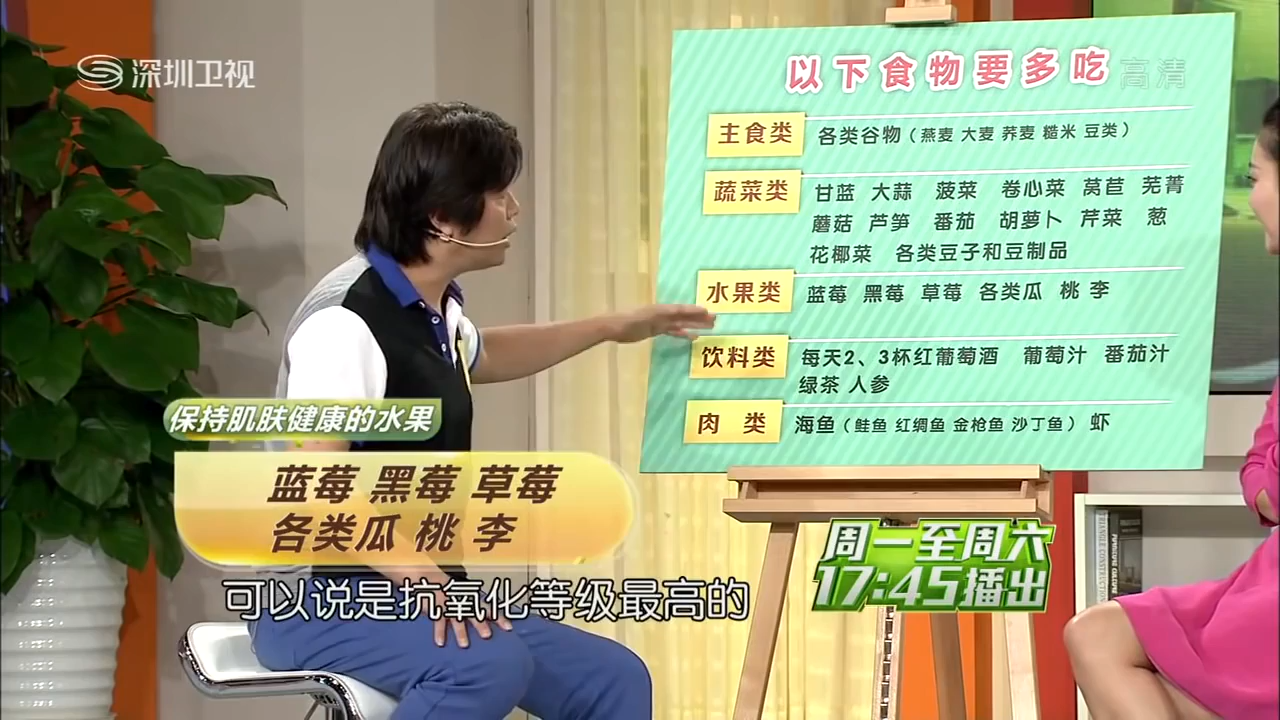 深圳卫视
以下食物要多吃
高清
主食类 各类谷物（燕麦 大麦 荞麦 糙米 豆类）
蔬菜类 甘蓝 大蒜 菠菜 卷心菜 莴苣 芜菁
蘑菇 芦笋 番茄 胡萝卜 芹菜 葱
花椰菜 各类豆子和豆制品
水果类 蓝莓 黑莓 草莓 各类瓜 桃 李
饮料类 每天2、3杯红葡萄酒 葡萄汁 番茄汁
绿茶 人参
肉 类 海鱼（鲑鱼 红绸鱼 金枪鱼 沙丁鱼） 虾
保持肌肤健康的水果
蓝莓 黑莓 草莓
各类瓜 桃 李
周一至周六
17:45播出
可以说是抗氧化等级最高的